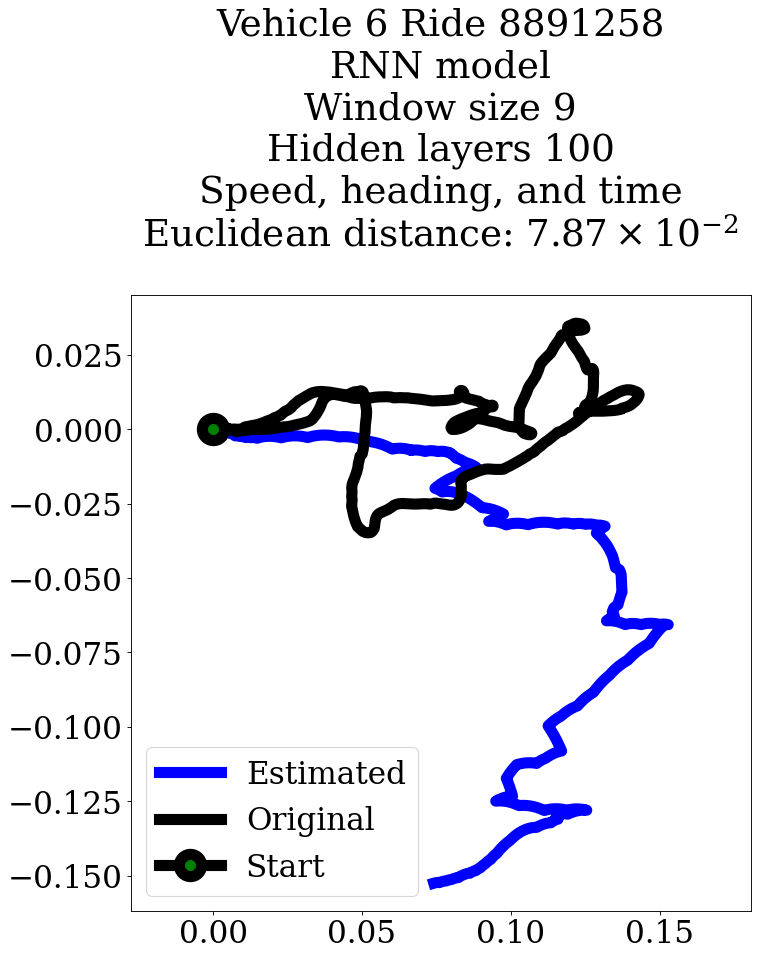 Vehicle 6 Ride 8891258
RNN model
Window size 9
Hidden layers 100
Speed, heading, and time
Euclidean distance: 7.87 × 10⁻²
0.025
0.000
−0.025
−0.050
−0.075
−0.100
−0.125
−0.150
Estimated
Original
Start
0.00 0.05 0.10 0.15